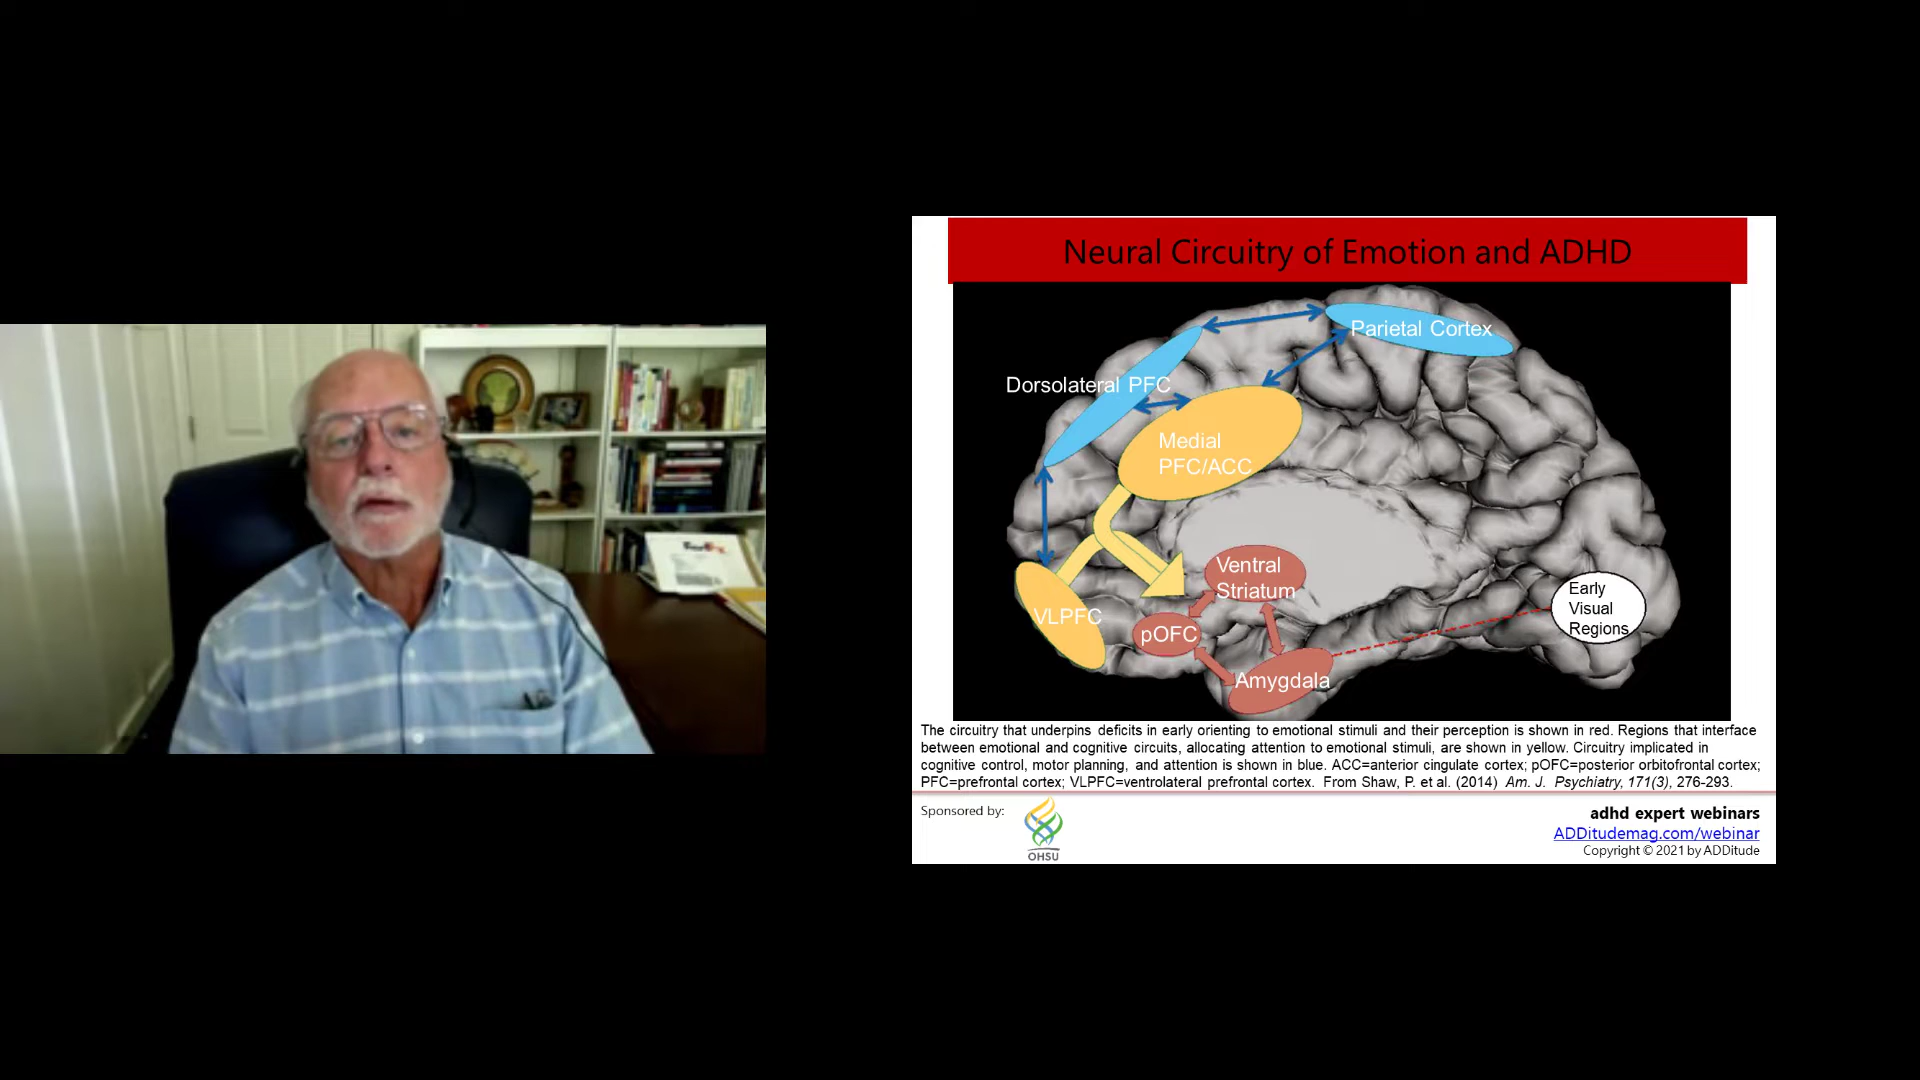 Neural Circuitry of Emotion and ADHD
Parietal Cortex
Dorsolateral PFC
Medial
PFC/ACC
Ventral
Striatum
Early
Visual
Regions
VLPFC
pOFC
Amygdala
The circuitry that underpins deficits in early orienting to emotional stimuli and their perception is shown in red. Regions that interface
between emotional and cognitive circuits, allocating attention to emotional stimuli, are shown in yellow. Circuitry implicated in
cognitive control, motor planning, and attention is shown in blue. ACC=anterior cingulate cortex; pOFC=posterior orbitofrontal cortex;
PFC=prefrontal cortex; VLPFC=ventrolateral prefrontal cortex. From Shaw, P. et al. (2014) Am. J. Psychiatry, 171(3), 276-293.
Sponsored by:
OHSU
adhd expert webinars
ADDitudemag.com/webinar
Copyright © 2021 by ADDitude